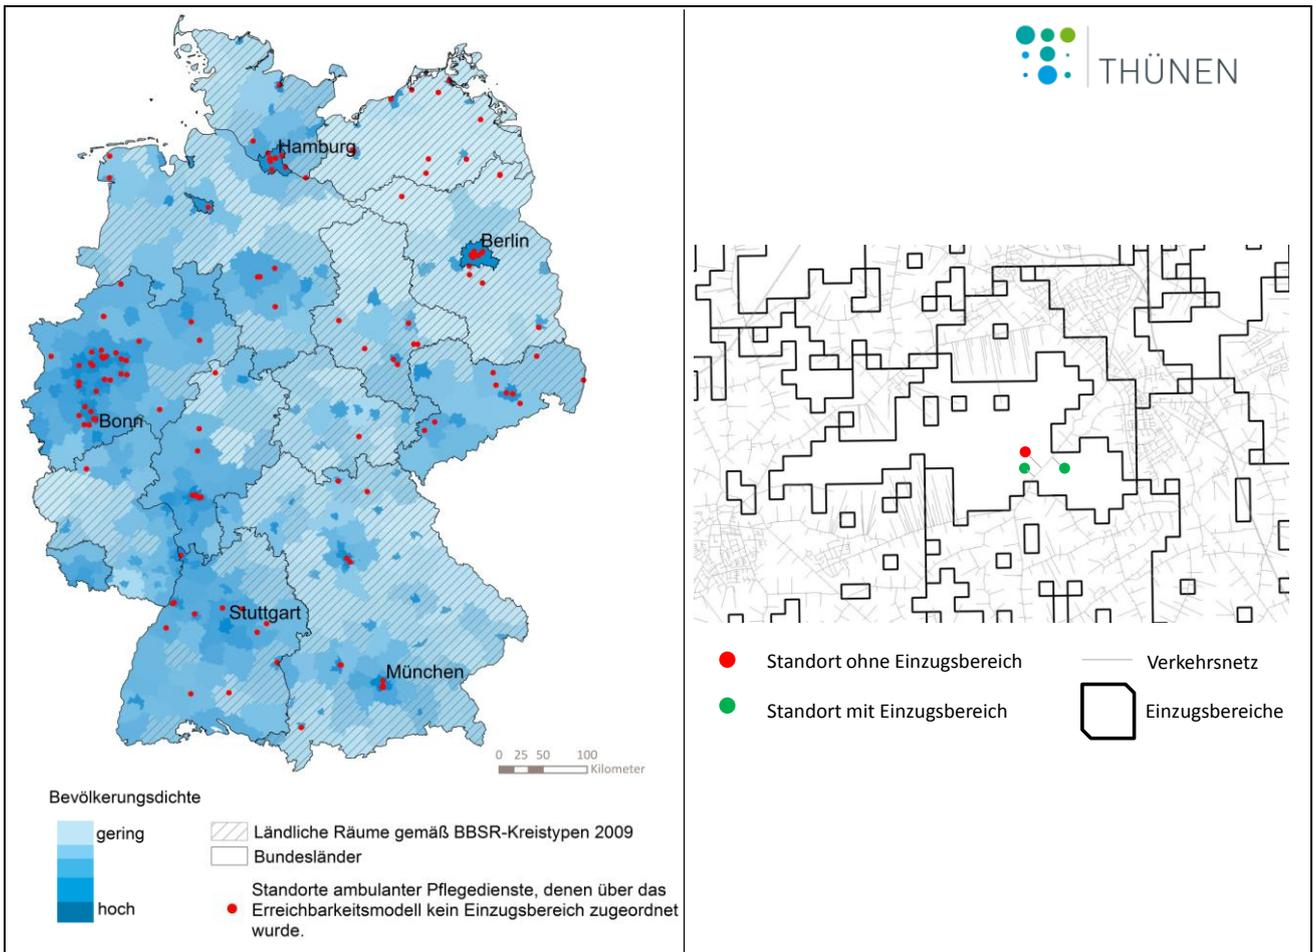 Hamburg
Berlin
Bonn
Stuttgart
München
0 25 50 100
Kilometer
Bevölkerungsdichte
gering
hoch
Ländliche Räume gemäß BBSR-Kreistypen 2009
Bundesländer
Standorte ambulanter Pflegedienste, denen über das
Erreichbarkeitsmodell kein Einzugsbereich zugeordnet
wurde.
THÜNEN
Standort ohne Einzugsbereich
Verkehrsnetz
Standort mit Einzugsbereich
Einzugsbereiche